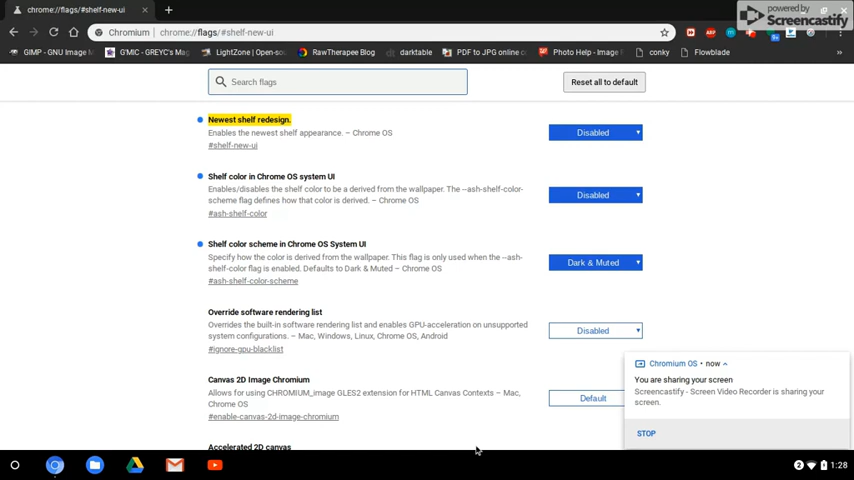 chrome://flags/#shelf-new-ui
powered by
Screencastify
Chromium | chrome://flags/#shelf-new-ui
GIMP - GNU Image M
G'MIC - GREYC's Mag
LightZone | Open-sou
RawTherapee Blog
darktable
PDF to JPG online c
Photo Help - Image F
conky
Flowblade
Search flags
Reset all to default
Newest shelf redesign.
Enables the newest shelf appearance. – Chrome OS
#shelf-new-ui
Disabled
Shelf color in Chrome OS system UI
Enables/disables the shelf color to be a derived from the wallpaper. The --ash-shelf-color-
scheme flag defines how that color is derived. – Chrome OS
#ash-shelf-color
Disabled
Shelf color scheme in Chrome OS System UI
Specify how the color is derived from the wallpaper. This flag is only used when the --ash-
shelf-color flag is enabled. Defaults to Dark & Muted – Chrome OS
#ash-shelf-color-scheme
Dark & Muted
Override software rendering list
Overrides the built-in software rendering list and enables GPU-acceleration on unsupported
system configurations. – Mac, Windows, Linux, Chrome OS, Android
#ignore-gpu-blacklist
Disabled
Canvas 2D Image Chromium
Allows for using CHROMIUM_image GLES2 extension for HTML Canvas Contexts – Mac,
Chrome OS
#enable-canvas-2d-image-chromium
Default
Accelerated 2D canvas
Chromium OS • now
You are sharing your screen
Screencastify - Screen Video Recorder is sharing your
screen.
STOP
2
1:28